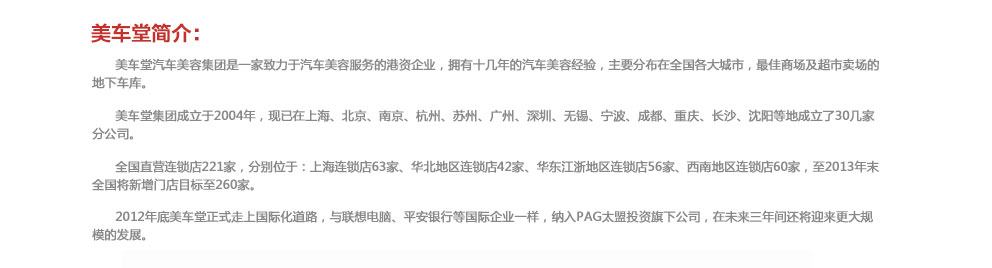 美车堂简介：
美车堂汽车美容集团是一家致力于汽车美容服务的港资企业，拥有十几年的汽车美容经验，主要分布在全国各大城市，最佳商场及超市卖场的
地下车库。
美车堂集团成立于2004年，现已在上海、北京、南京、杭州、苏州、广州、深圳、无锡、宁波、成都、重庆、长沙、沈阳等地成立了30几家
分公司。
全国直营连锁店221家，分别位于：上海连锁店63家、华北地区连锁店42家、华东江浙地区连锁店56家、西南地区连锁店60家，至2013年末
全国将新增门店目标至260家。
2012年底美车堂正式走上国际化道路，与联想电脑、平安银行等国际企业一样，纳入PAG太盟投资旗下公司，在未来三年间还将迎来更大规
模的发展。